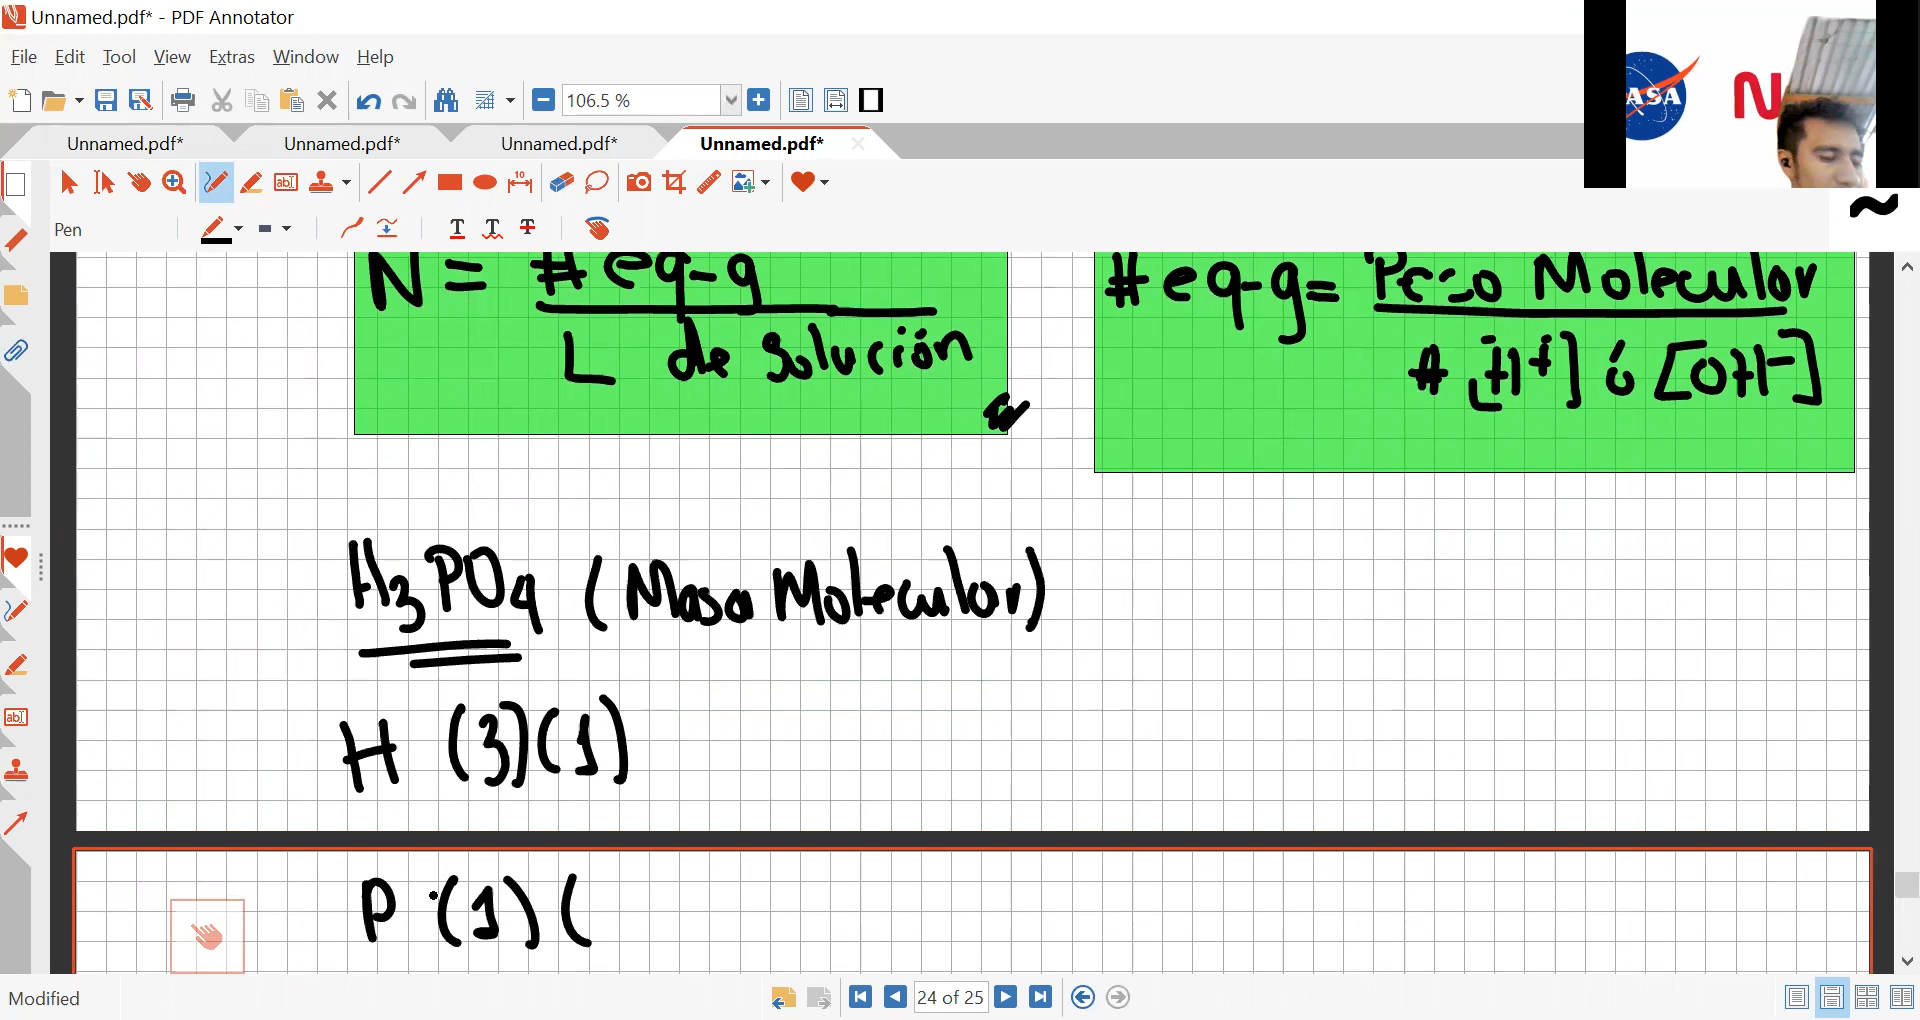 Unnamed.pdf* - PDF Annotator
File Edit Tool View Extras Window Help
106.5 %
Unnamed.pdf* Unnamed.pdf* Unnamed.pdf* Unnamed.pdf*
Pen
N = # eq-g
L de solución
# eq-g = Peso Molecular
# [H+] ó [OH-]
H3PO4 (Masa Molecular)
H (3)(1)
P (1) (
Modified
24 of 25